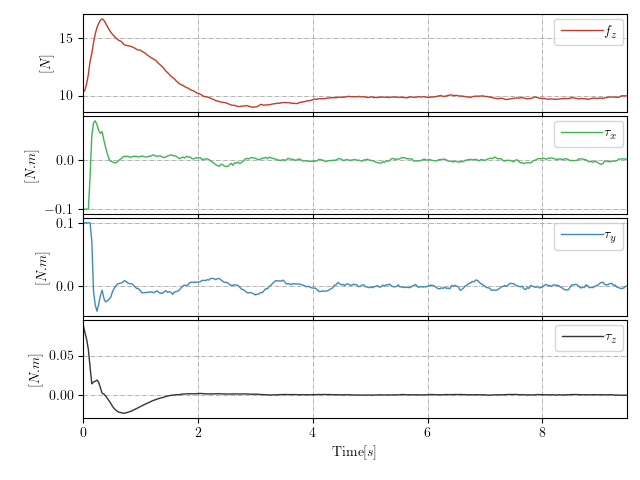 15
10
[N]
f_z
0.0
−0.1
[N.m]
τ_x
0.1
0.0
[N.m]
τ_y
0.05
0.00
[N.m]
τ_z
0 2 4 6 8
Time[s]